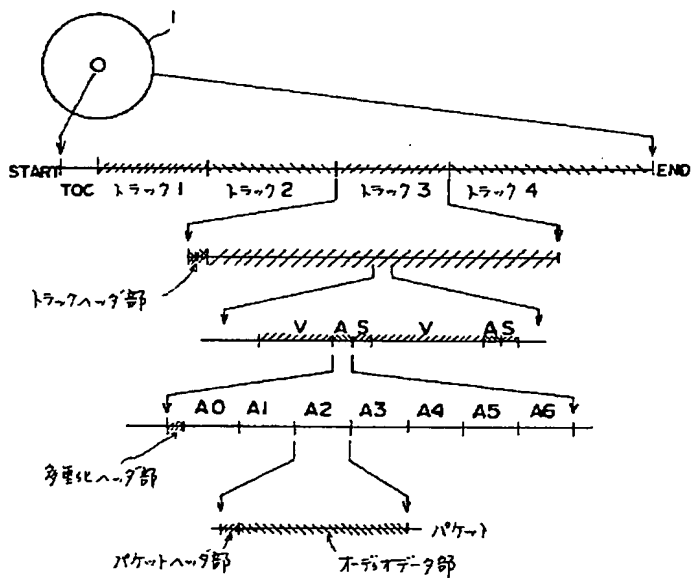 1
START TOC トラック1 トラック2 トラック3 トラック4 END
トラックヘッダ部
V A S V A S
A0 A1 A2 A3 A4 A5 A6
多重化ヘッダ部
パケット
パケットヘッダ部 オーディオデータ部